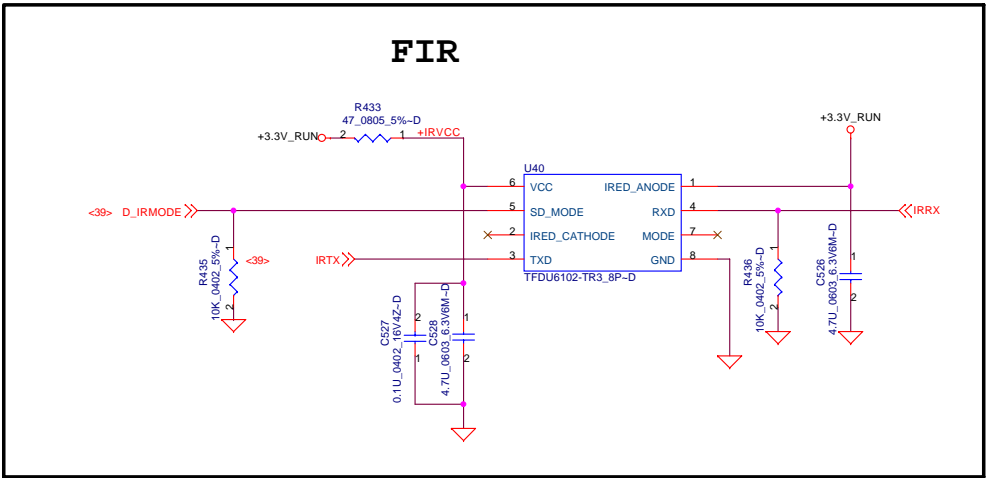 FIR
R433
47_0805_5%~D
+3.3V_RUN
2
1
+IRVCC
+3.3V_RUN
U40
6
VCC
IRED_ANODE
1
<39>
D_IRMODE
5
SD_MODE
RXD
4
IRRX
2
IRED_CATHODE
MODE
7
IRTX
3
TXD
GND
8
TFDU6102-TR3_8P~D
R435
10K_0402_5%~D
1
2
<39>
C527
0.1U_0402_16V4Z~D
2
1
C528
4.7U_0603_6.3V6M~D
1
2
R436
10K_0402_5%~D
1
2
C526
4.7U_0603_6.3V6M~D
1
2